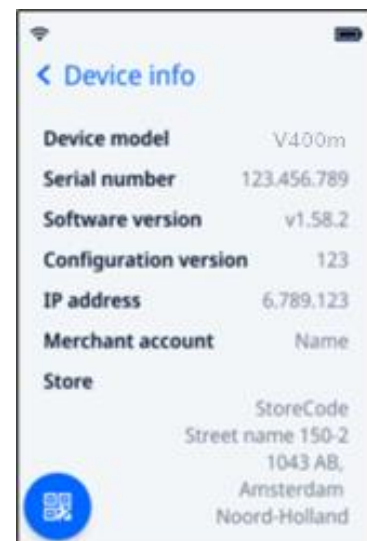 Device info
Device model V400m
Serial number 123.456.789
Software version v1.58.2
Configuration version 123
IP address 6.789.123
Merchant account Name
Store
StoreCode
Street name 150-2
1043 AB,
Amsterdam
Noord-Holland